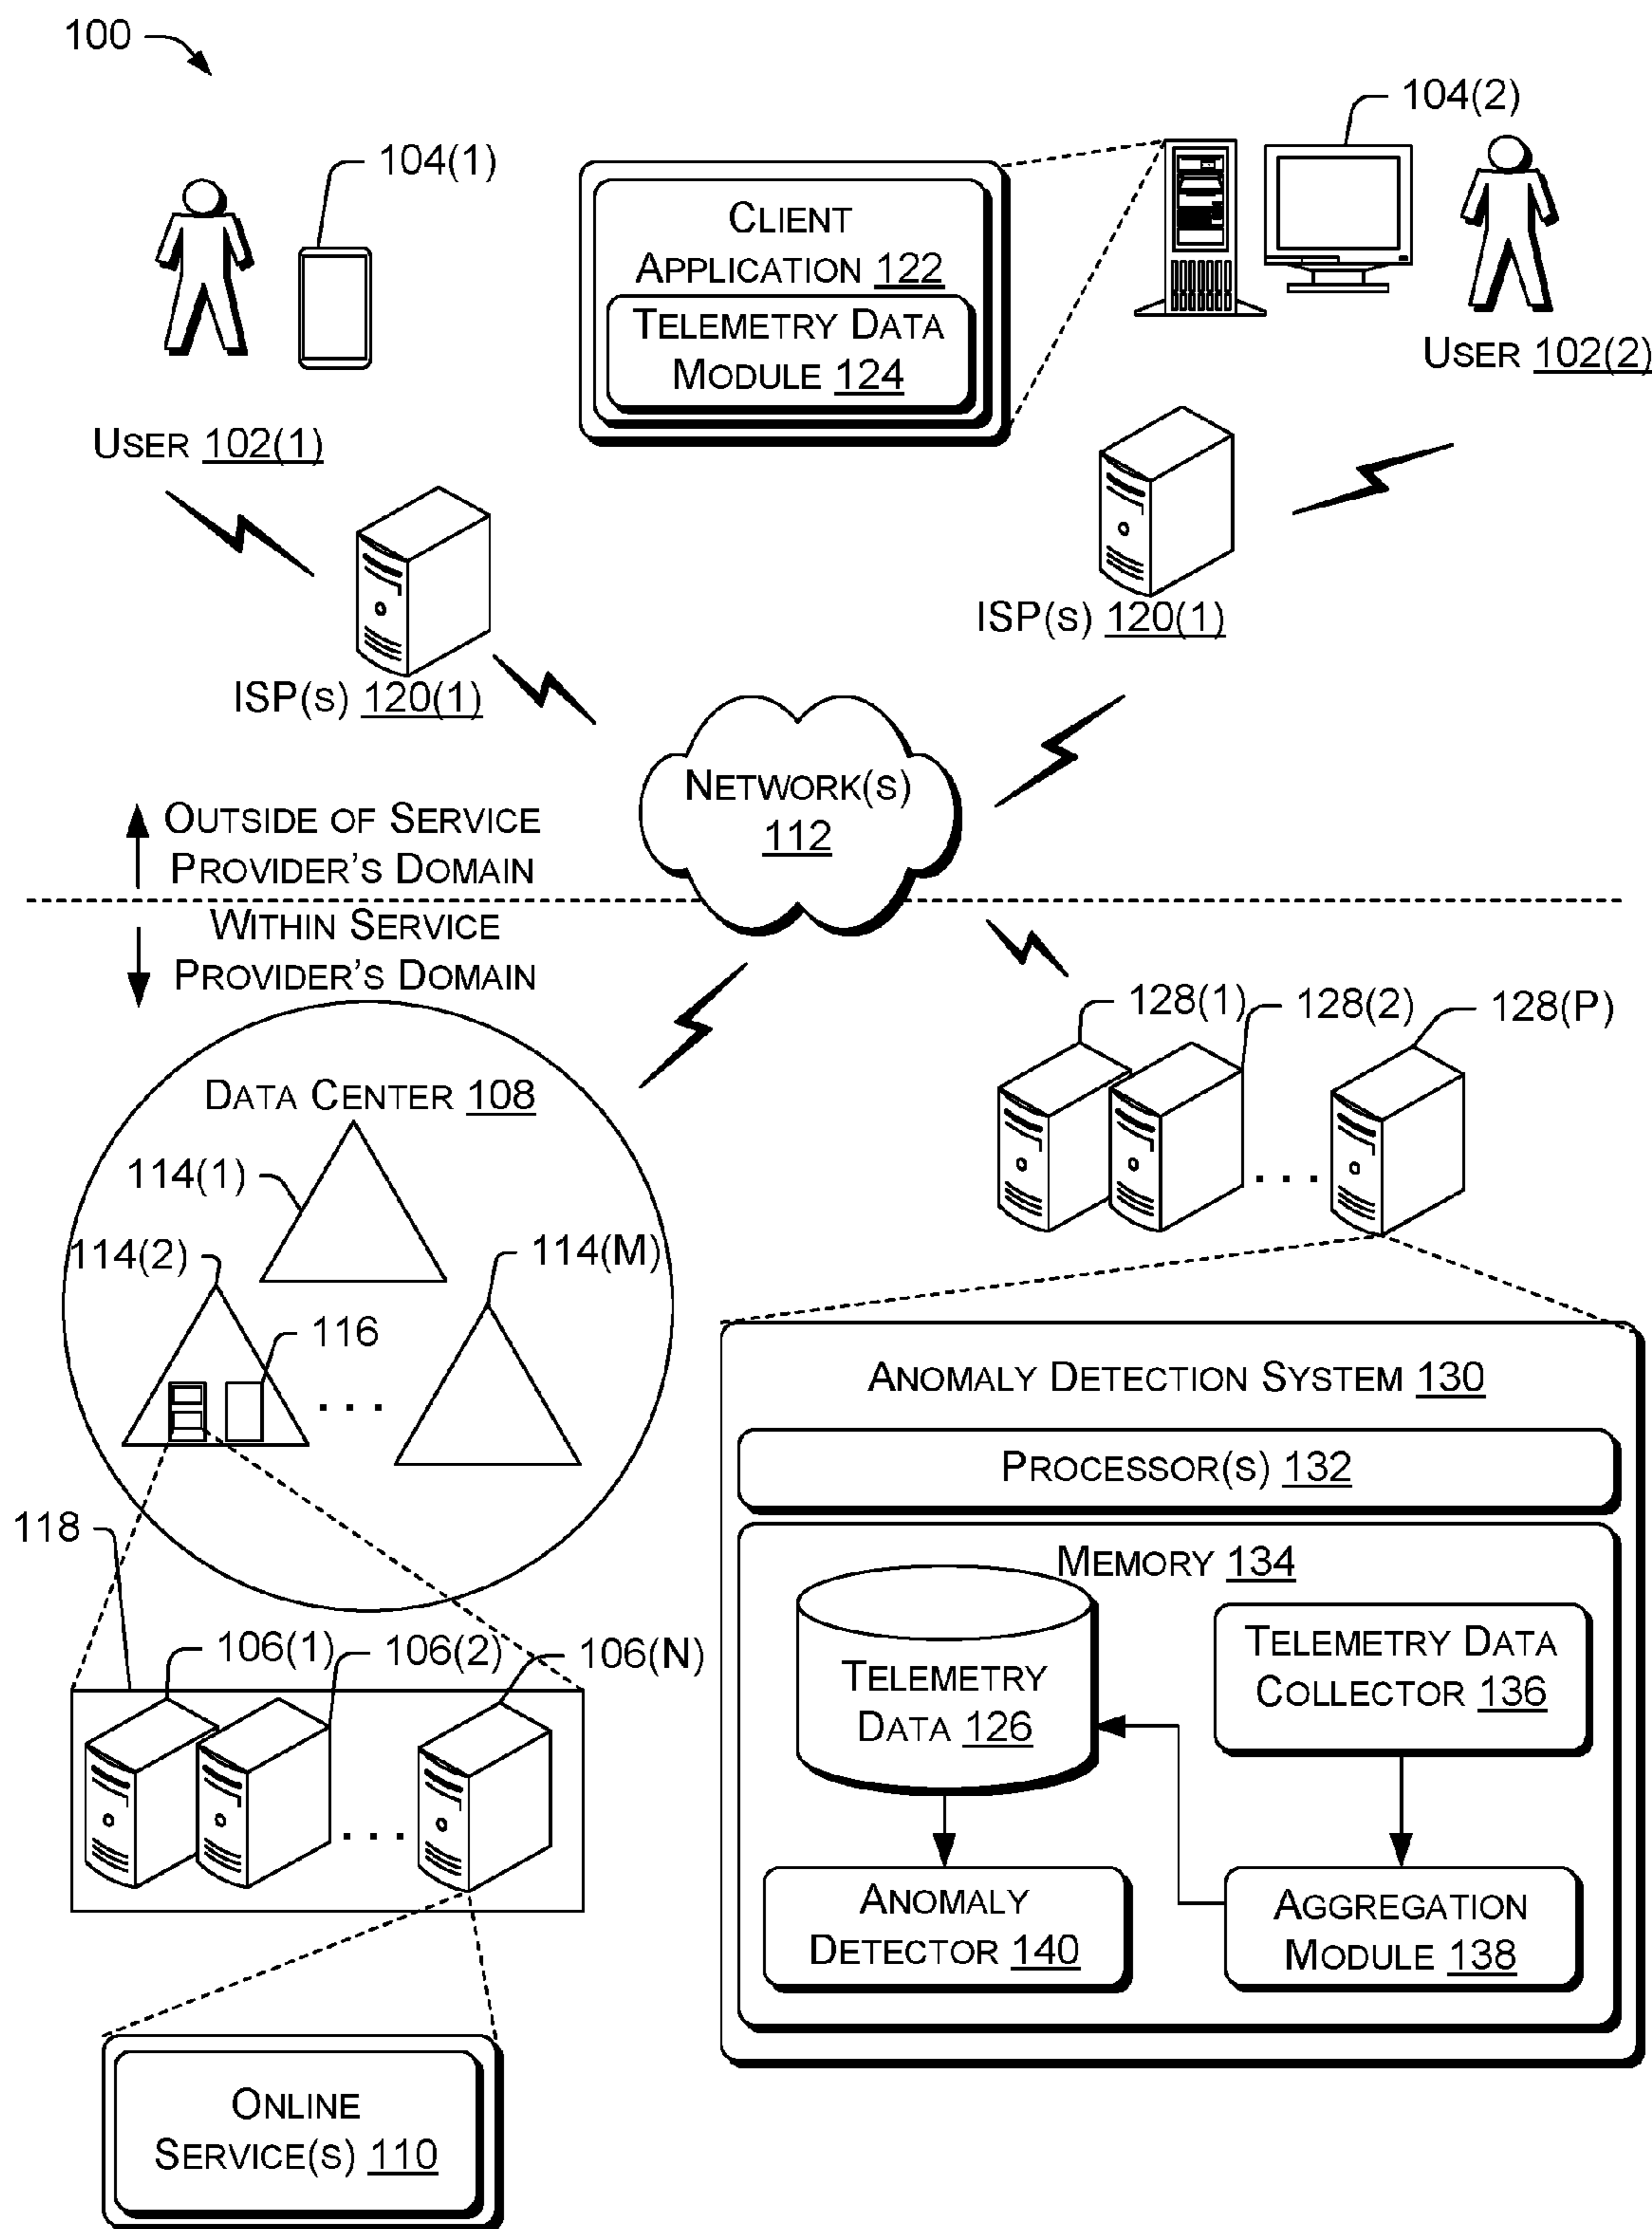 100
104(1)
104(2)
CLIENT
APPLICATION 122
TELEMETRY DATA
MODULE 124
USER 102(1)
USER 102(2)
ISP(S) 120(1)
ISP(S) 120(1)
NETWORK(S)
112
OUTSIDE OF SERVICE
PROVIDER'S DOMAIN
WITHIN SERVICE
PROVIDER'S DOMAIN
DATA CENTER 108
114(1)
114(2)
114(M)
116
. . .
118
106(1)
106(2)
106(N)
. . .
ONLINE
SERVICE(S) 110
128(1)
128(2)
128(P)
. . .
ANOMALY DETECTION SYSTEM 130
PROCESSOR(S) 132
MEMORY 134
TELEMETRY
DATA 126
TELEMETRY DATA
COLLECTOR 136
ANOMALY
DETECTOR 140
AGGREGATION
MODULE 138